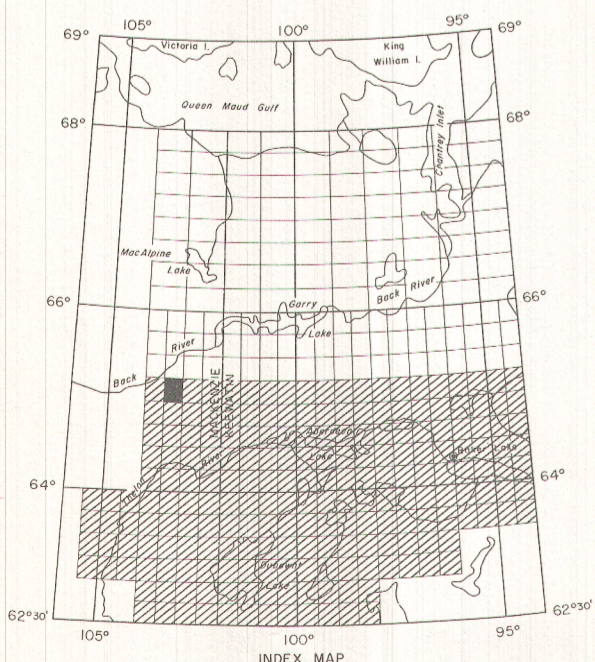 105°
100°
95°
69°
69°
Victoria I.
King
William I.
Queen Maud Gulf
68°
68°
Chantrey Inlet
MacAlpine
Lake
66°
66°
Garry
Lake
Back River
River
Back
MACKENZIE
KEEWATIN
Aberdeen
Lake
River
Baker Lake
Thelon
64°
64°
Dubawnt
Lake
62°30'
62°30'
105°
100°
95°
INDEX MAP